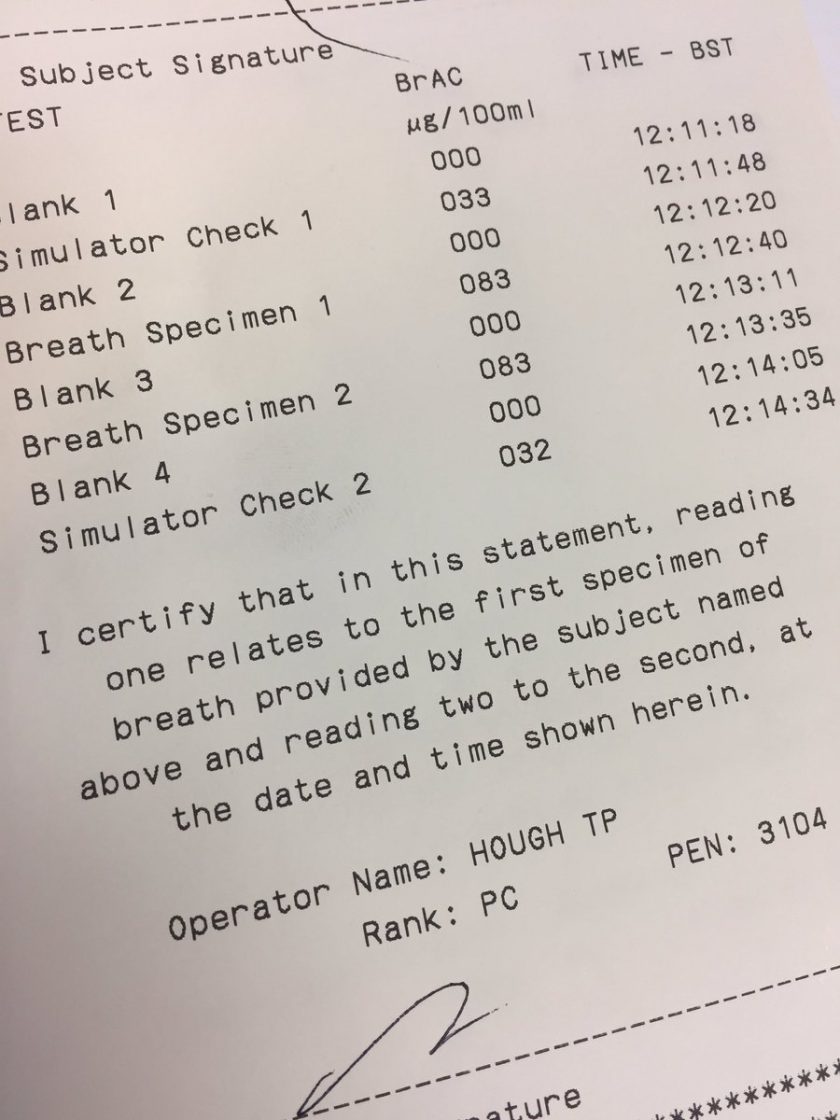 Subject Signature
TEST BrAC TIME - BST
µg/100ml
Blank 1 000 12:11:18
Simulator Check 1 033 12:11:48
Blank 2 000 12:12:20
Breath Specimen 1 083 12:12:40
Blank 3 000 12:13:11
Breath Specimen 2 083 12:13:35
Blank 4 000 12:14:05
Simulator Check 2 032 12:14:34
I certify that in this statement, reading
one relates to the first specimen of
breath provided by the subject named
above and reading two to the second, at
the date and time shown herein.
Operator Name: HOUGH TP
Rank: PC PEN: 3104